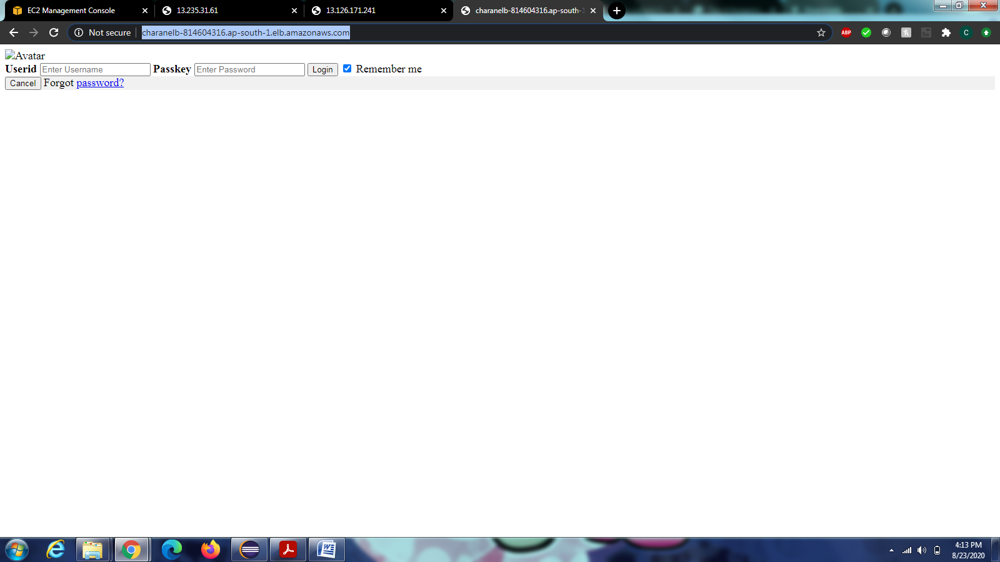 EC2 Management Console
13.235.31.61
13.126.171.241
charanelb-814604316.ap-south-1
Not secure
charanelb-814604316.ap-south-1.elb.amazonaws.com
ABP
C
Avatar
Userid Enter Username Passkey Enter Password Login Remember me
Cancel Forgot password?
4:13 PM
8/23/2020